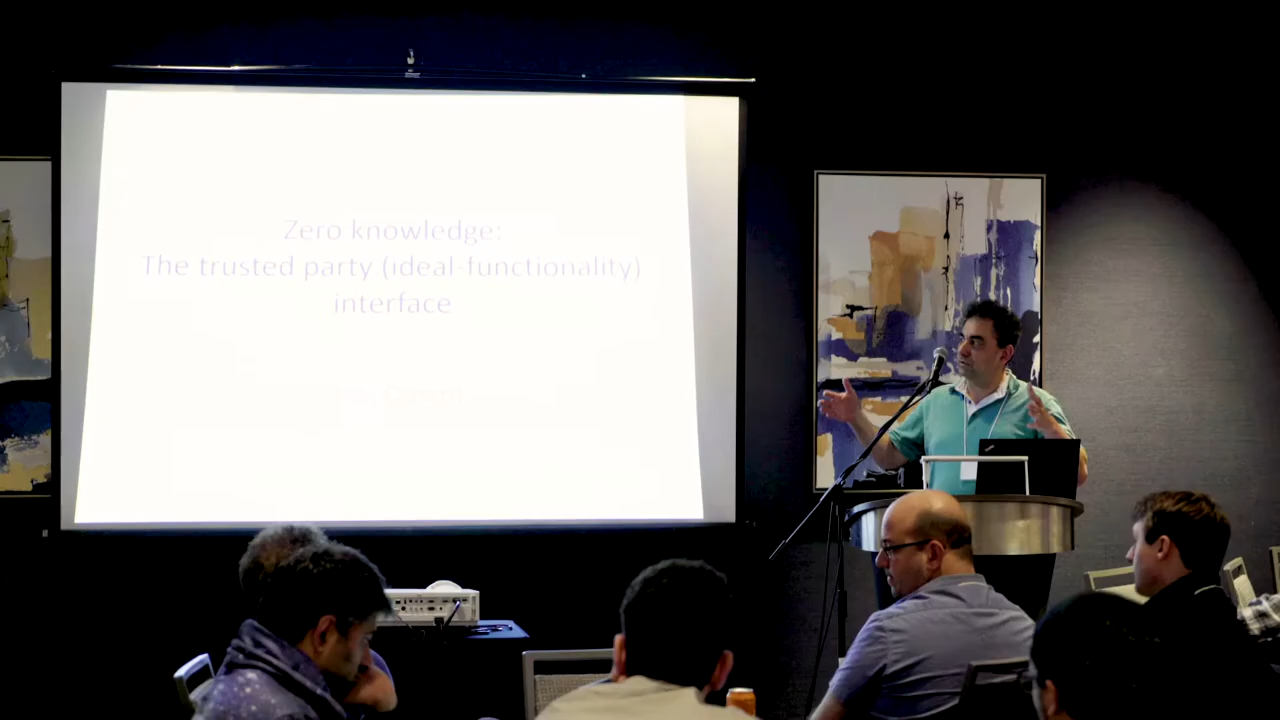 Zero knowledge:
The trusted party (ideal-functionality)
interface